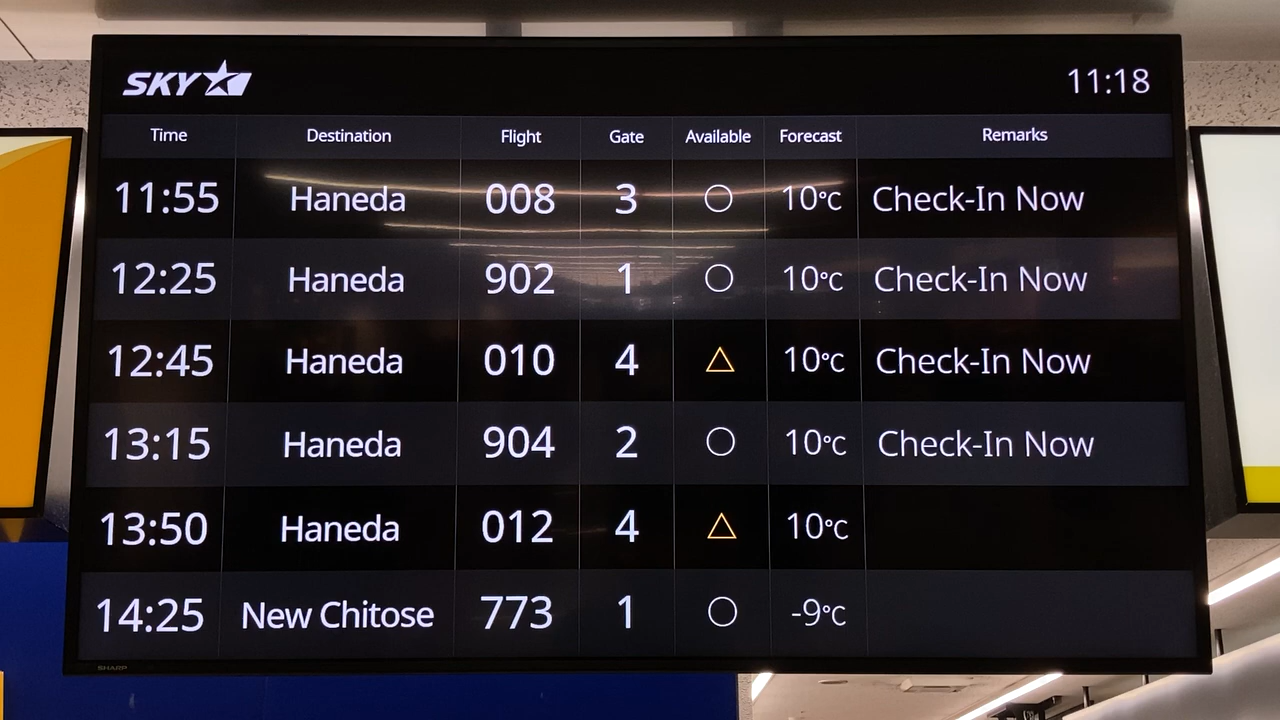 SKY
11:18
Time Destination Flight Gate Available Forecast Remarks
11:55 Haneda 008 3 ○ 10℃ Check-In Now
12:25 Haneda 902 1 ○ 10℃ Check-In Now
12:45 Haneda 010 4 △ 10℃ Check-In Now
13:15 Haneda 904 2 ○ 10℃ Check-In Now
13:50 Haneda 012 4 △ 10℃
14:25 New Chitose 773 1 ○ -9℃
SHARP